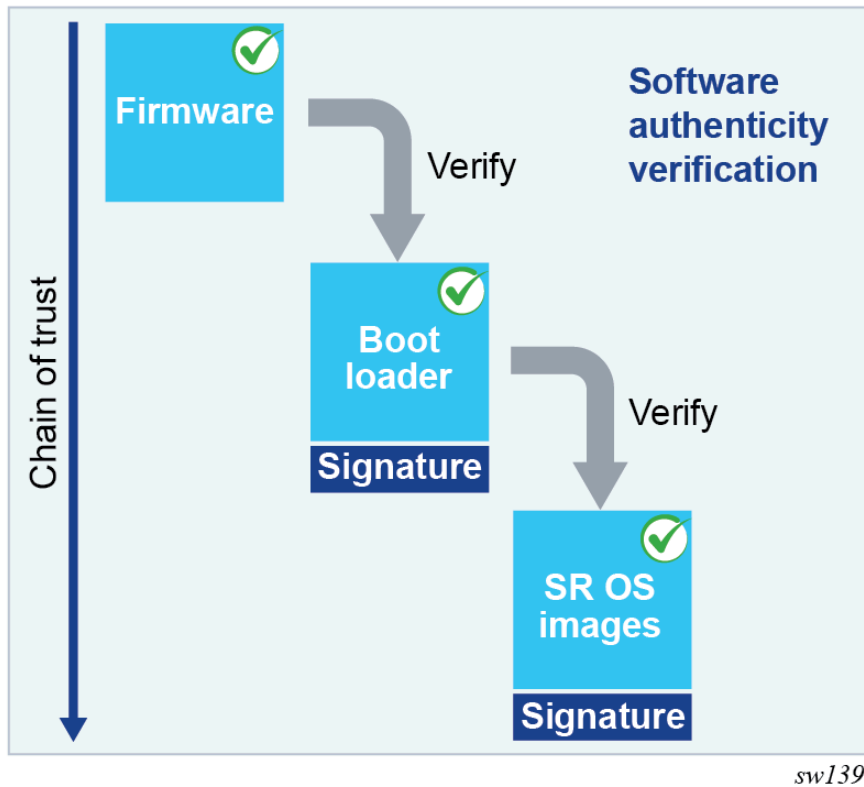 Firmware
Software
authenticity
verification
Verify
Chain of trust
Boot
loader
Signature
Verify
SR OS
images
Signature
sw139